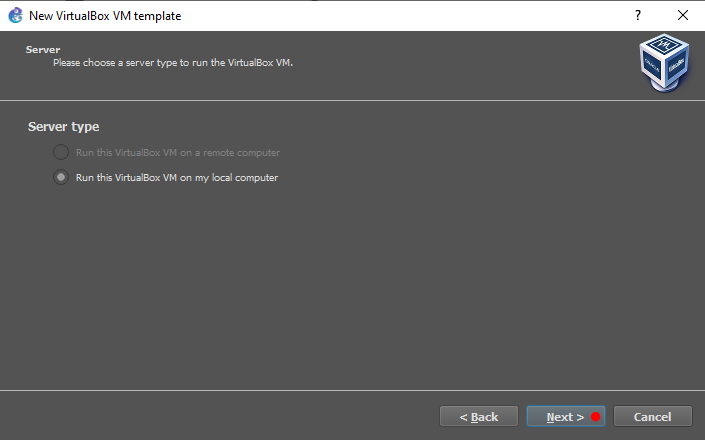 New VirtualBox VM template
?
Server
Please choose a server type to run the VirtualBox VM.
Server type
Run this VirtualBox VM on a remote computer
Run this VirtualBox VM on my local computer
< Back
Next >
Cancel